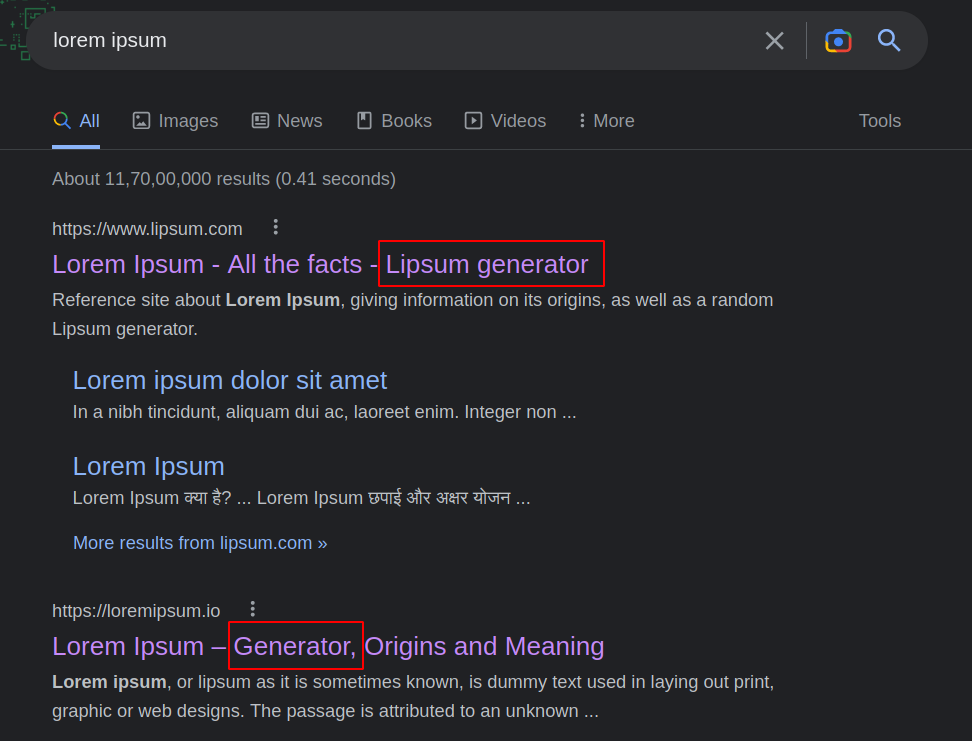 lorem ipsum
All Images News Books Videos More Tools
About 11,70,00,000 results (0.41 seconds)
https://www.lipsum.com
Lorem Ipsum - All the facts - Lipsum generator
Reference site about Lorem Ipsum, giving information on its origins, as well as a random
Lipsum generator.
Lorem ipsum dolor sit amet
In a nibh tincidunt, aliquam dui ac, laoreet enim. Integer non ...
Lorem Ipsum
Lorem Ipsum क्या है? ... Lorem Ipsum छपाई और अक्षर योजन ...
More results from lipsum.com »
https://loremipsum.io
Lorem Ipsum – Generator, Origins and Meaning
Lorem ipsum, or lipsum as it is sometimes known, is dummy text used in laying out print,
graphic or web designs. The passage is attributed to an unknown ...